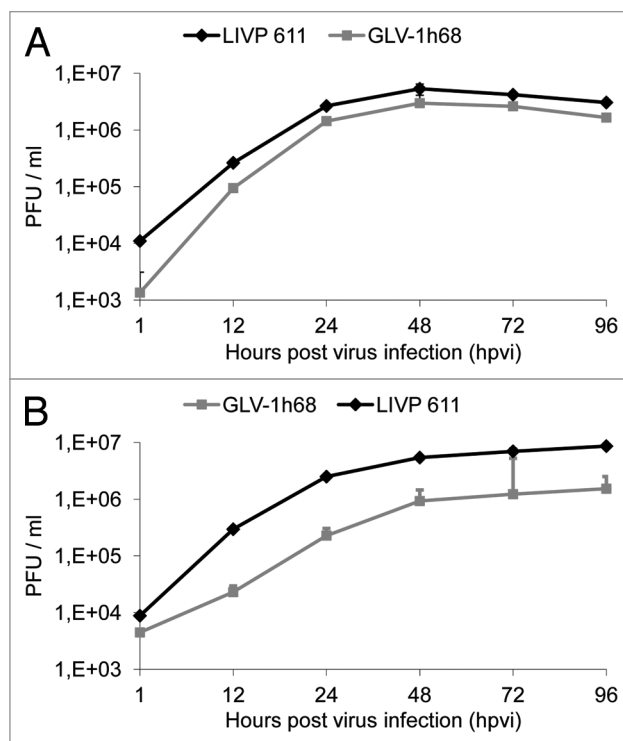 A
LIVP 611 GLV-1h68
1,E+07
1,E+06
1,E+05
1,E+04
1,E+03
PFU / ml
1 12 24 48 72 96
Hours post virus infection (hpvi)
B
GLV-1h68 LIVP 611
1,E+07
1,E+06
1,E+05
1,E+04
1,E+03
PFU / ml
1 12 24 48 72 96
Hours post virus infection (hpvi)